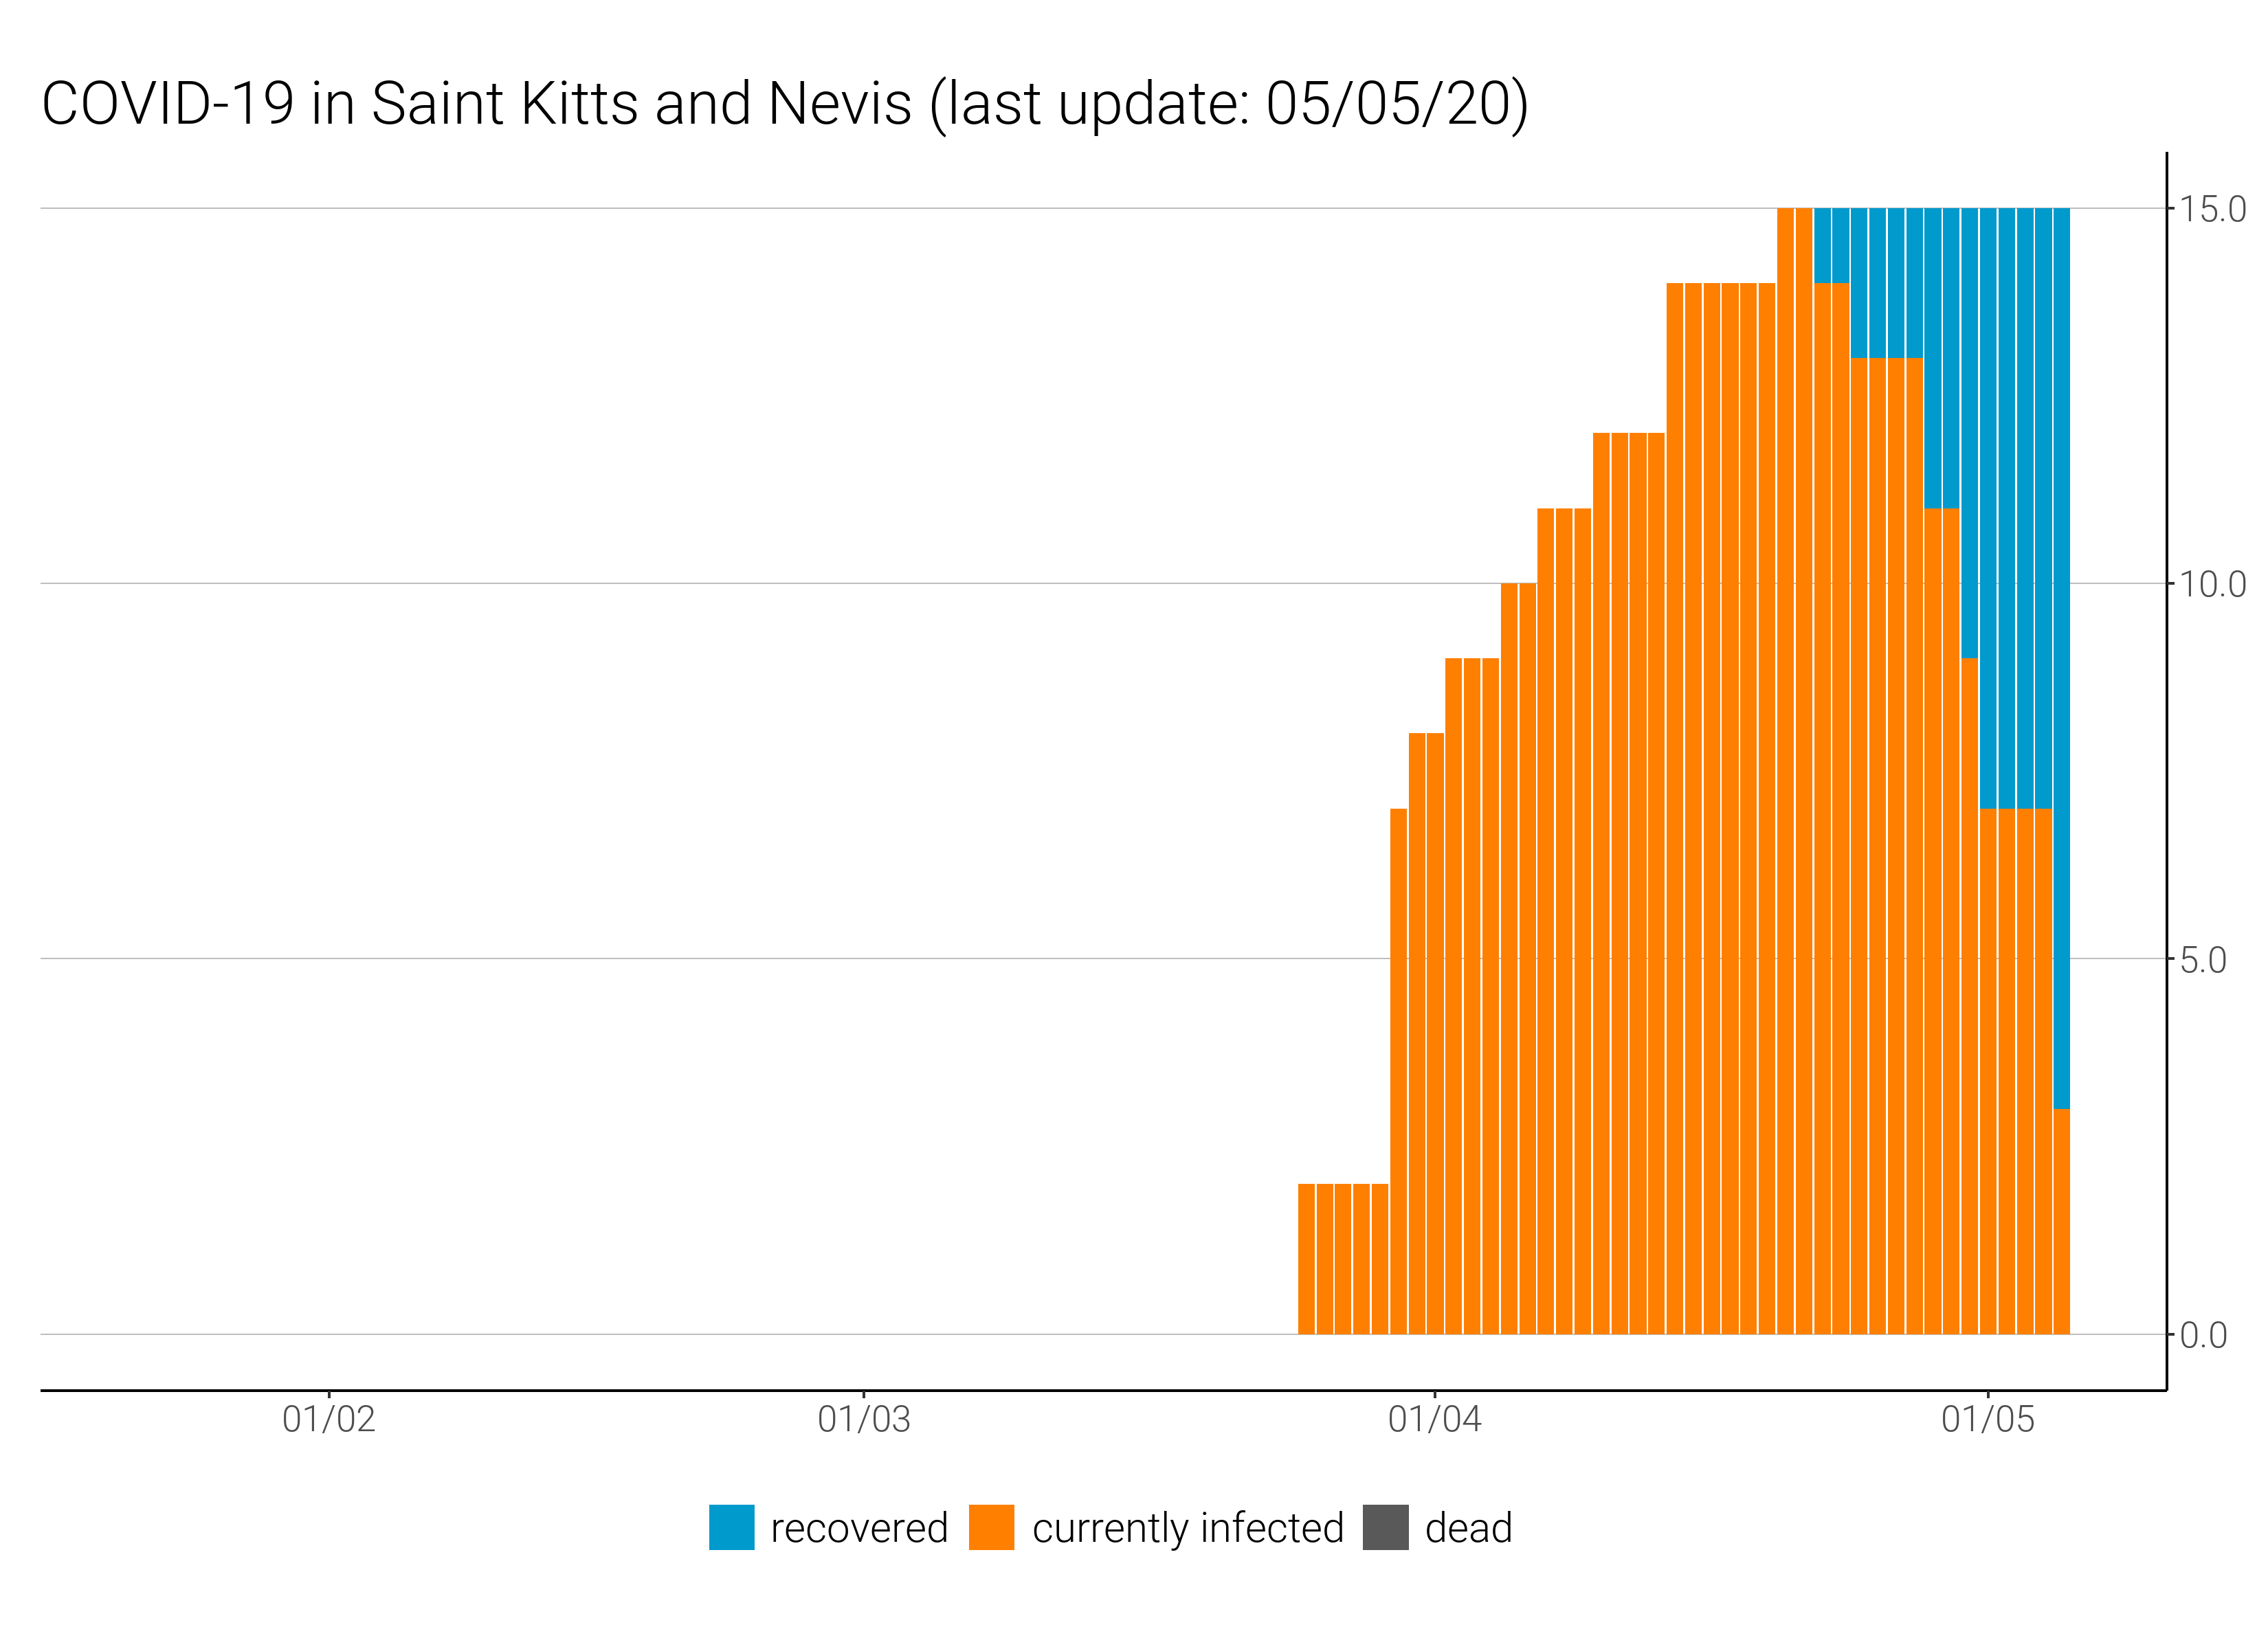 COVID-19 in Saint Kitts and Nevis (last update: 05/05/20)
15.0
10.0
5.0
0.0
01/02 01/03 01/04 01/05
recovered currently infected dead